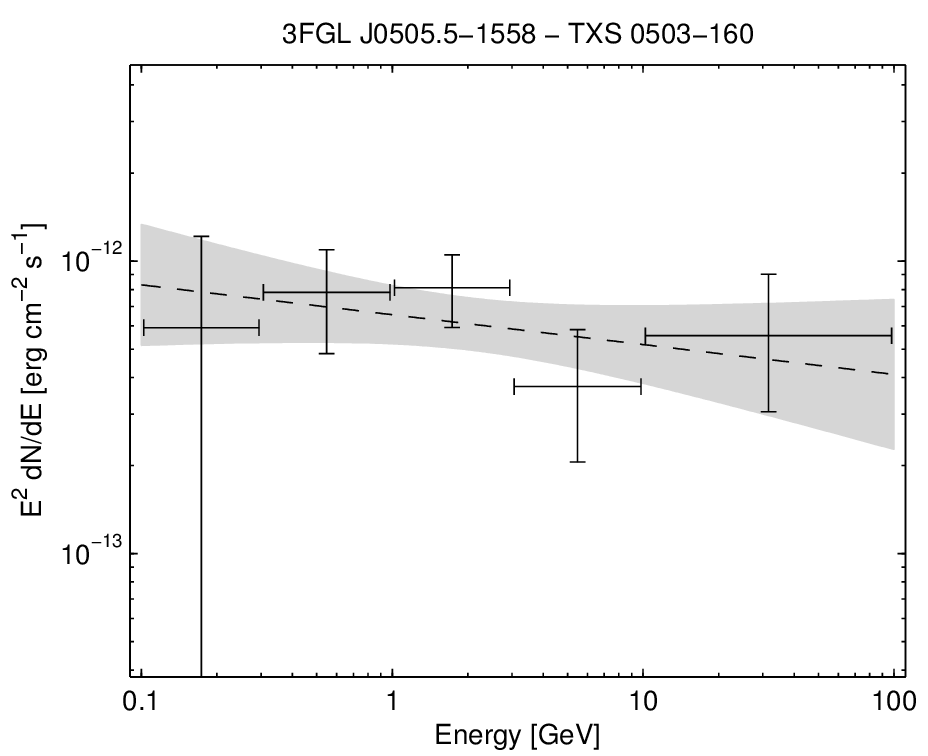 3FGL J0505.5−1558 − TXS 0503−160
E² dN/dE [erg cm⁻² s⁻¹]
10⁻¹²
10⁻¹³
0.1 1 10 100
Energy [GeV]